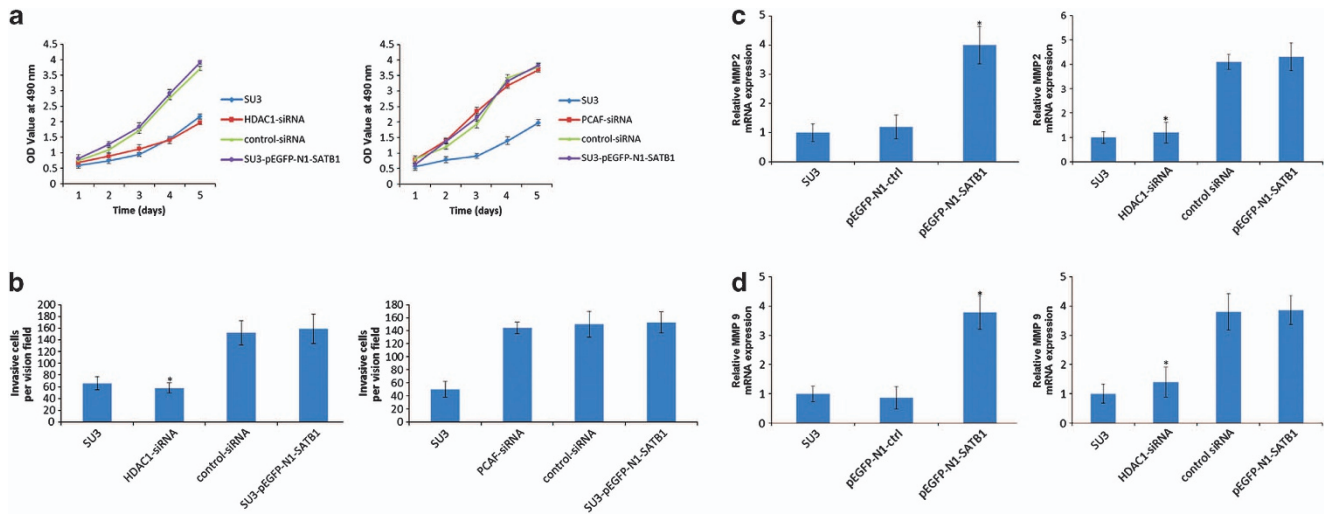 a
4.5
4
3.5
3
2.5
2
1.5
1
0.5
0
OD Value at 490 nm
1 2 3 4 5
Time (days)
SU3
HDAC1-siRNA
control-siRNA
SU3-pEGFP-N1-SATB1
4.5
4
3.5
3
2.5
2
1.5
1
0.5
0
OD Value at 490 nm
1 2 3 4 5
Time (days)
SU3
PCAF-siRNA
control-siRNA
SU3-pEGFP-N1-SATB1
b
200
180
160
140
120
100
80
60
40
20
0
Invasive cells
per vision field
*
SU3
HDAC1-siRNA
control-siRNA
SU3-pEGFP-N1-SATB1
180
160
140
120
100
80
60
40
20
0
Invasive cells
per vision field
SU3
PCAF-siRNA
control-siRNA
SU3-pEGFP-N1-SATB1
c
5
4
3
2
1
0
Relative MMP2
mRNA expression
*
SU3
pEGFP-N1-ctrl
pEGFP-N1-SATB1
6
5
4
3
2
1
0
Relative MMP2
mRNA expression
*
SU3
HDAC1-siRNA
control siRNA
pEGFP-N1-SATB1
d
5
4
3
2
1
0
Relative MMP 9
mRNA expression
*
SU3
pEGFP-N1-ctrl
pEGFP-N1-SATB1
5
4
3
2
1
0
Relative MMP 9
mRNA expression
*
SU3
HDAC1-siRNA
control siRNA
pEGFP-N1-SATB1